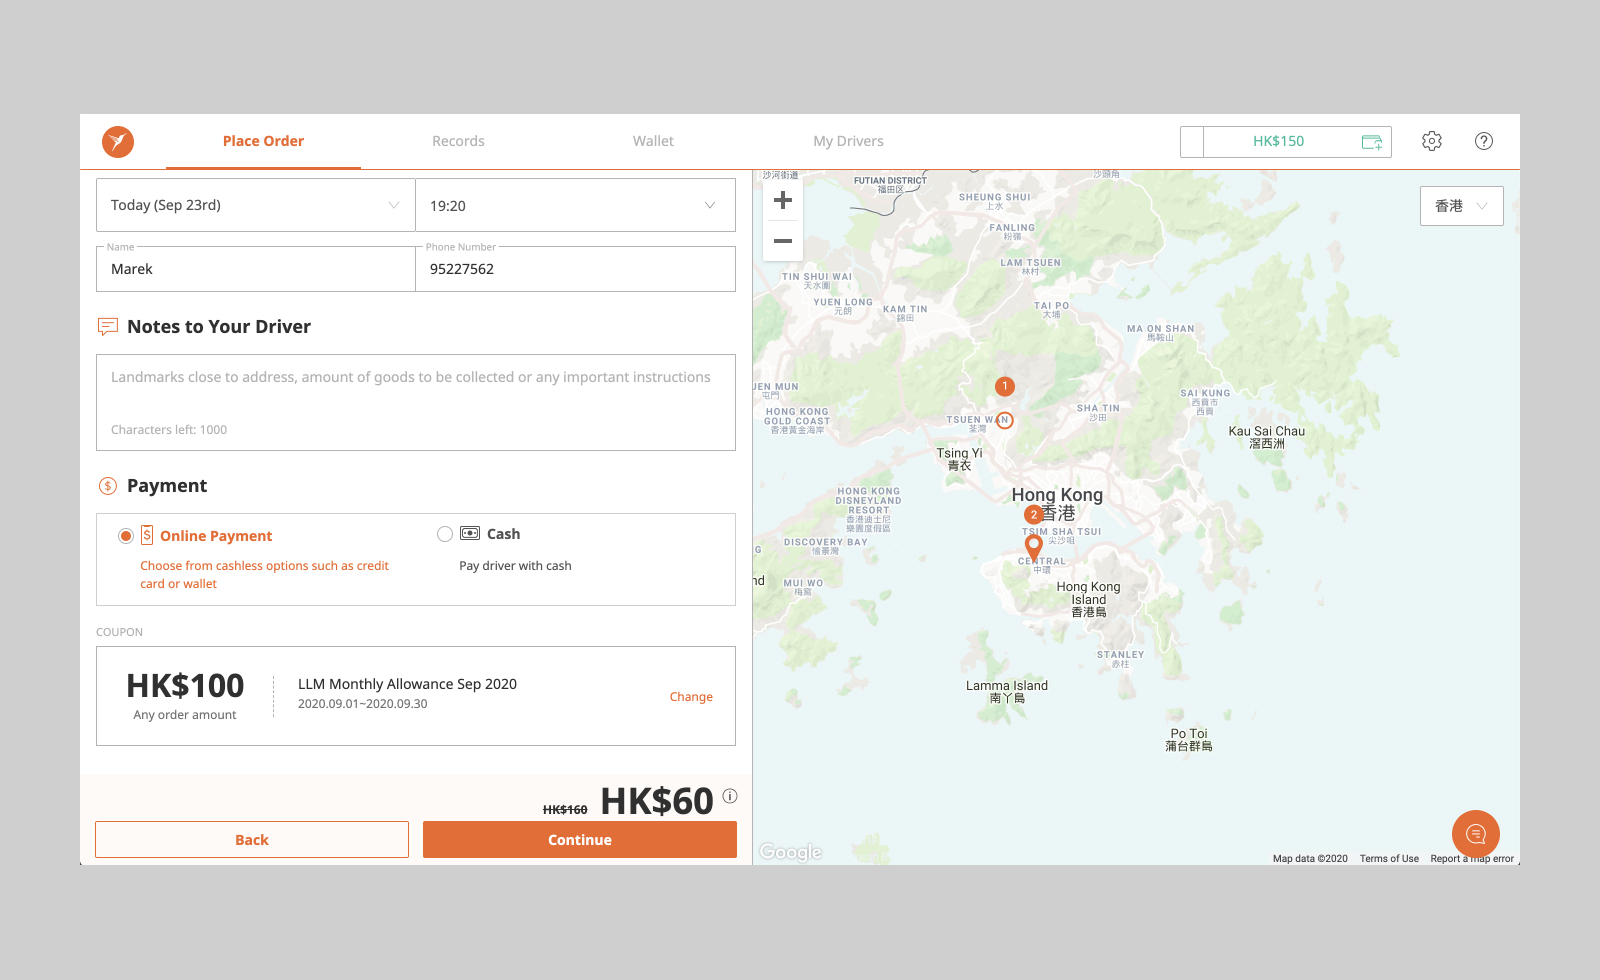 Place Order
Records
Wallet
My Drivers
HK$150
Today (Sep 23rd)
19:20
Name
Marek
Phone Number
95227562
Notes to Your Driver
Landmarks close to address, amount of goods to be collected or any important instructions
Characters left: 1000
Payment
Online Payment
Choose from cashless options such as credit
card or wallet
Cash
Pay driver with cash
COUPON
HK$100
Any order amount
LLM Monthly Allowance Sep 2020
2020.09.01~2020.09.30
Change
HK$160 HK$60
Back
Continue
沙河街道
FUTIAN DISTRICT
福田区
沙頭角
香港
SHEUNG SHUI
上水
FANLING
粉嶺
LAM TSUEN
林村
TIN SHUI WAI
天水圍
YUEN LONG
元朗
KAM TIN
錦田
TAI PO
大埔
MA ON SHAN
馬鞍山
UEN MUN
屯門
HONG KONG
GOLD COAST
香港黃金海岸
1
TSUEN WAN
荃灣
SHA TIN
沙田
SAI KUNG
西貢市
西貢
Kau Sai Chau
滘西洲
Tsing Yi
青衣
Hong Kong
香港
2
HONG KONG
DISNEYLAND
RESORT
香港迪士尼
樂園度假區
TSIM SHA TSUI
尖沙咀
DISCOVERY BAY
愉景灣
G
CENTRAL
中環
nd
MUI WO
梅窩
Hong Kong
Island
香港島
STANLEY
赤柱
Lamma Island
南丫島
Po Toi
蒲台群島
Google
Map data ©2020
Terms of Use
Report a map error